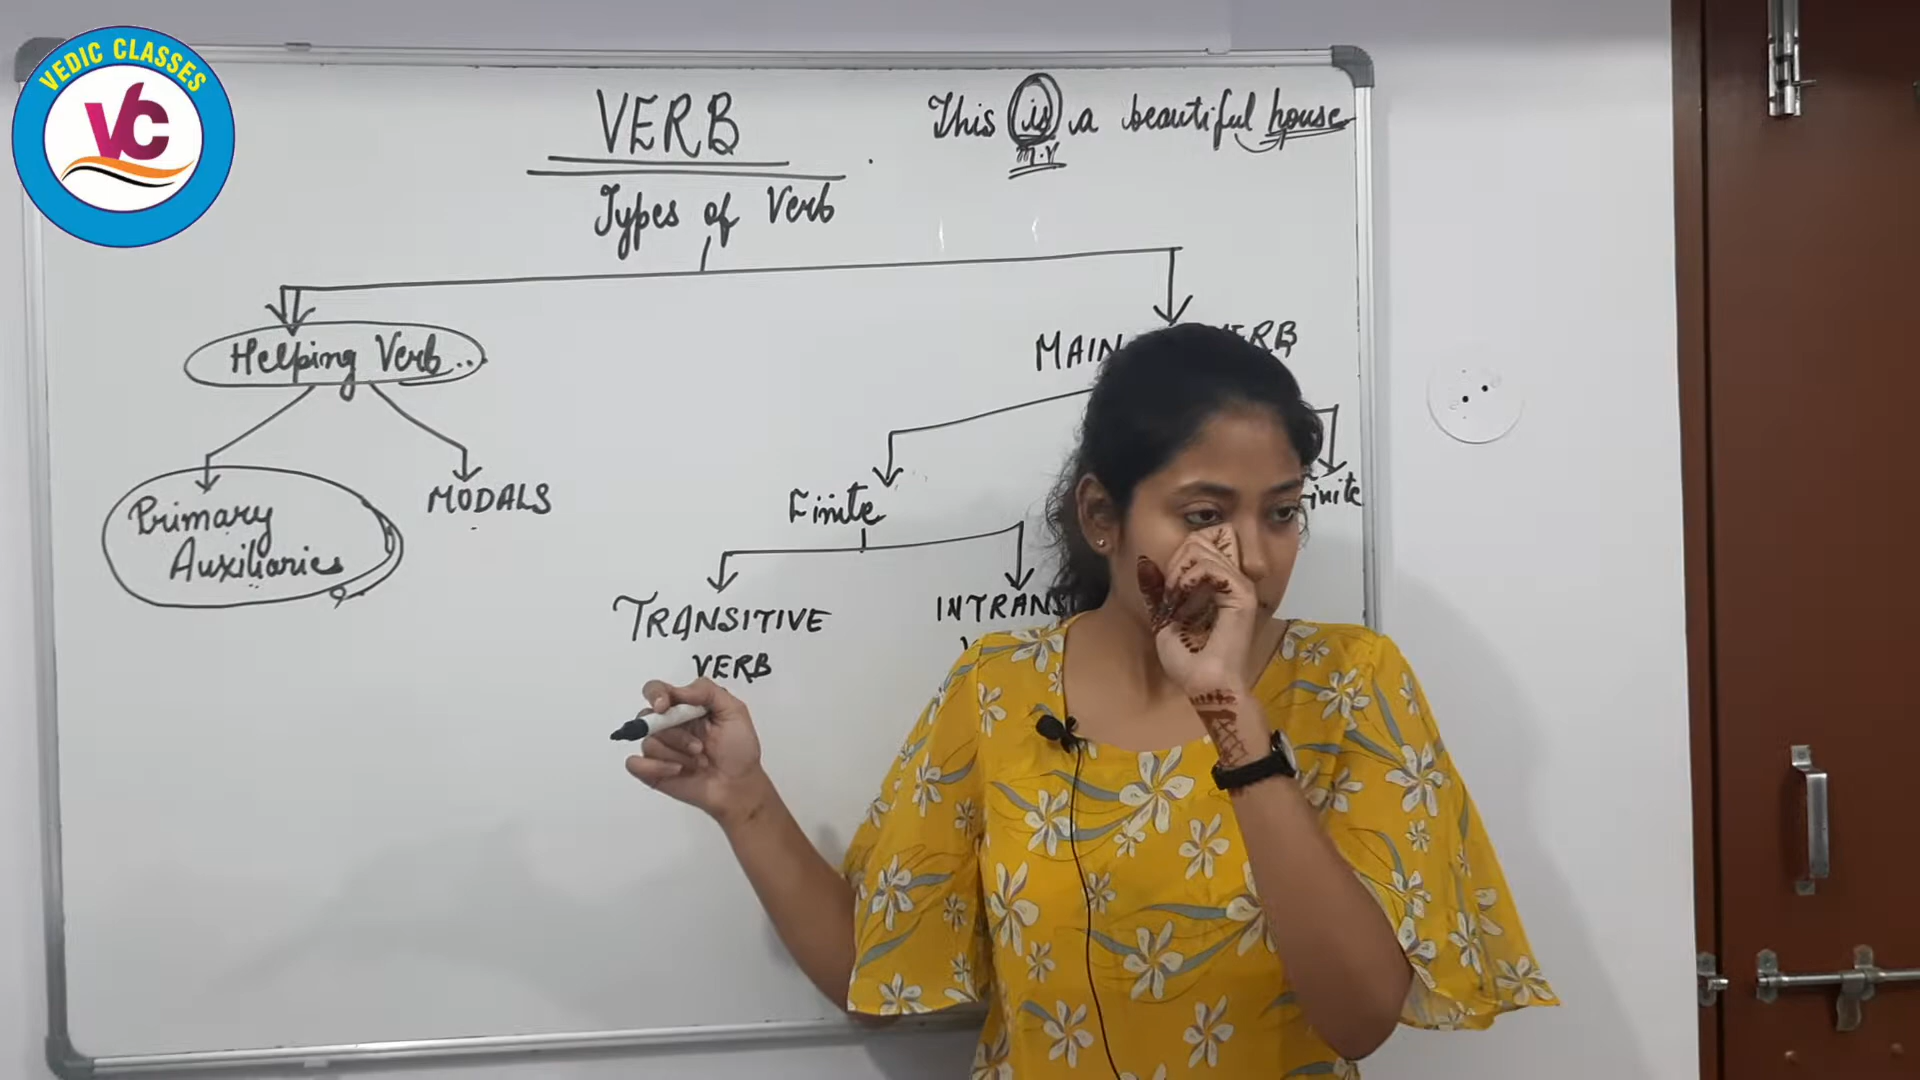 VEDIC CLASSES
VC
VERB
This is a beautiful house
M.V
Types of Verb
Helping Verb..
MAIN
Primary
Auxiliaries
MODALS
Finite
TRANSITIVE
VERB